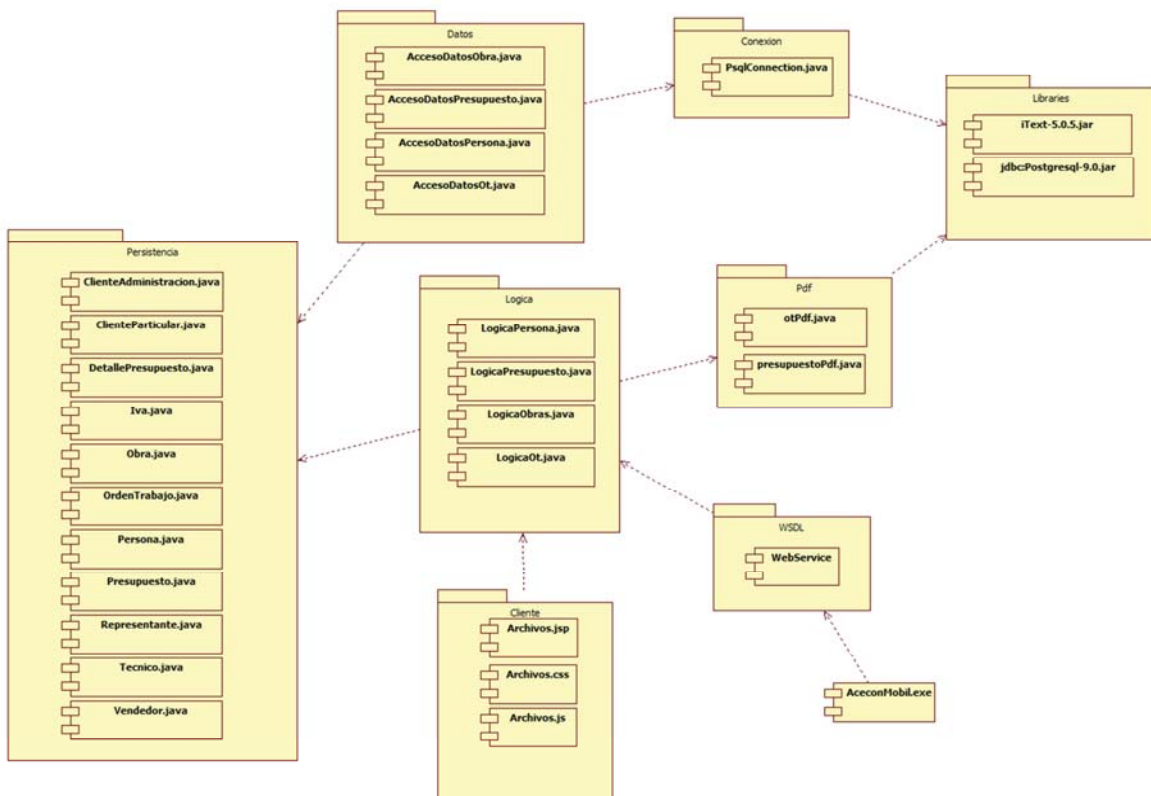 Datos
AccesoDatosObra.java
AccesoDatosPresupuesto.java
AccesoDatosPersona.java
AccesoDatosOt.java
Conexion
PsqlConnection.java
Libraries
iText-5.0.5.jar
jdbc:Postgresql-9.0.jar
Persistencia
ClienteAdministracion.java
ClienteParticular.java
DetallePresupuesto.java
Iva.java
Obra.java
OrdenTrabajo.java
Persona.java
Presupuesto.java
Representante.java
Tecnico.java
Vendedor.java
Logica
LogicaPersona.java
LogicaPresupuesto.java
LogicaObras.java
LogicaOt.java
Pdf
otPdf.java
presupuestoPdf.java
WSDL
WebService
Cliente
Archivos.jsp
Archivos.css
Archivos.js
AceconMobil.exe